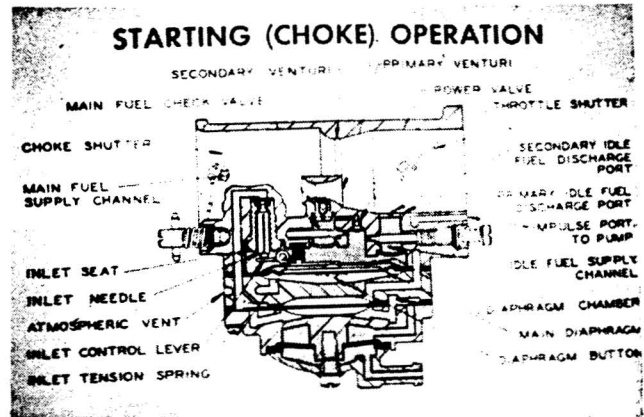 STARTING (CHOKE) OPERATION
SECONDARY VENTURI PRIMARY VENTURI
MAIN FUEL CHECK VALVE
POWER VALVE
THROTTLE SHUTTER
CHOKE SHUTTER
SECONDARY IDLE
FUEL DISCHARGE
PORT
MAIN FUEL
SUPPLY CHANNEL
PRIMARY IDLE FUEL
DISCHARGE PORT
IMPULSE PORT
TO PUMP
INLET SEAT
IDLE FUEL SUPPLY
CHANNEL
INLET NEEDLE
ATMOSPHERIC VENT
DIAPHRAGM CHAMBER
INLET CONTROL LEVER
MAIN DIAPHRAGM
INLET TENSION SPRING
DIAPHRAGM BUTTON